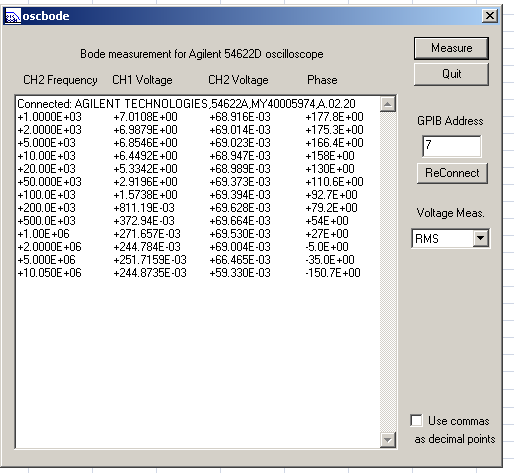 oscbode
Bode measurement for Agilent 54622D oscilloscope
Measure
Quit
CH2 Frequency CH1 Voltage CH2 Voltage Phase
Connected: AGILENT TECHNOLOGIES,54622A,MY40005974,A.02.20
+1.0000E+03 +7.0108E+00 +68.916E-03 +177.8E+00
+2.0000E+03 +6.9879E+00 +69.014E-03 +175.3E+00
+5.000E+03 +6.8546E+00 +69.023E-03 +166.4E+00
+10.00E+03 +6.4492E+00 +68.947E-03 +158E+00
+20.00E+03 +5.3342E+00 +68.989E-03 +130E+00
+50.000E+03 +2.9196E+00 +69.373E-03 +110.6E+00
+100.0E+03 +1.5738E+00 +69.394E-03 +92.7E+00
+200.0E+03 +811.19E-03 +69.628E-03 +79.2E+00
+500.0E+03 +372.94E-03 +69.664E-03 +54E+00
+1.00E+06 +271.657E-03 +69.530E-03 +27E+00
+2.0000E+06 +244.784E-03 +69.004E-03 -5.0E+00
+5.000E+06 +251.7159E-03 +66.465E-03 -35.0E+00
+10.050E+06 +244.8735E-03 +59.330E-03 -150.7E+00
GPIB Address
7
ReConnect
Voltage Meas.
RMS
Use commas
as decimal points